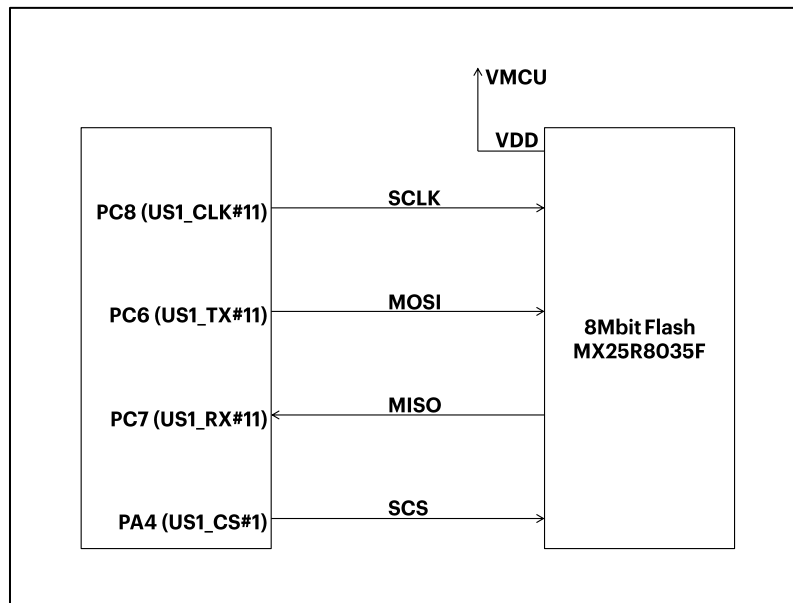 VMCU
VDD
PC8 (US1_CLK#11)
SCLK
PC6 (US1_TX#11)
MOSI
8Mbit Flash
MX25R8035F
PC7 (US1_RX#11)
MISO
PA4 (US1_CS#1)
SCS